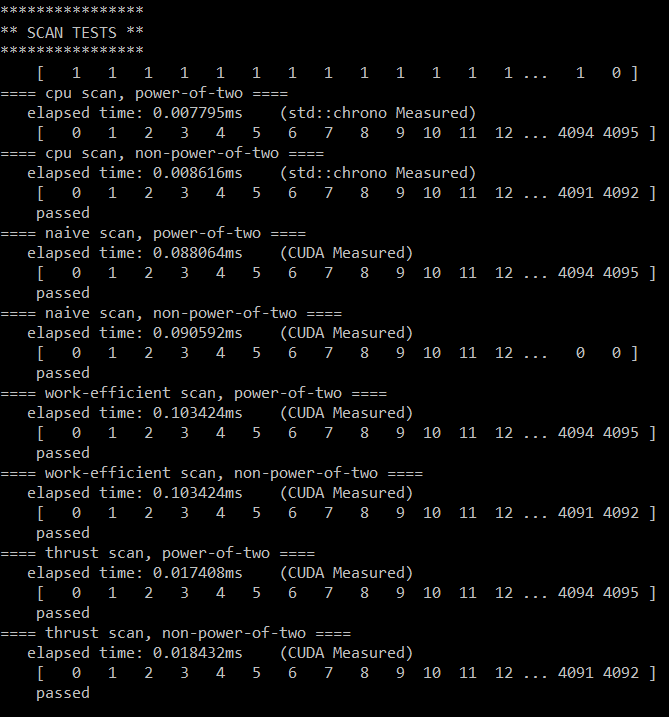 ****************
** SCAN TESTS **
****************
    [   1   1   1   1   1   1   1   1   1   1   1   1   1 ...   1   0 ]
==== cpu scan, power-of-two ====
   elapsed time: 0.007795ms    (std::chrono Measured)
    [   0   1   2   3   4   5   6   7   8   9  10  11  12 ... 4094 4095 ]
==== cpu scan, non-power-of-two ====
   elapsed time: 0.008616ms    (std::chrono Measured)
    [   0   1   2   3   4   5   6   7   8   9  10  11  12 ... 4091 4092 ]
    passed
==== naive scan, power-of-two ====
   elapsed time: 0.088064ms    (CUDA Measured)
    [   0   1   2   3   4   5   6   7   8   9  10  11  12 ... 4094 4095 ]
    passed
==== naive scan, non-power-of-two ====
   elapsed time: 0.090592ms    (CUDA Measured)
    [   0   1   2   3   4   5   6   7   8   9  10  11  12 ...   0   0 ]
    passed
==== work-efficient scan, power-of-two ====
   elapsed time: 0.103424ms    (CUDA Measured)
    [   0   1   2   3   4   5   6   7   8   9  10  11  12 ... 4094 4095 ]
    passed
==== work-efficient scan, non-power-of-two ====
   elapsed time: 0.103424ms    (CUDA Measured)
    [   0   1   2   3   4   5   6   7   8   9  10  11  12 ... 4091 4092 ]
    passed
==== thrust scan, power-of-two ====
   elapsed time: 0.017408ms    (CUDA Measured)
    [   0   1   2   3   4   5   6   7   8   9  10  11  12 ... 4094 4095 ]
    passed
==== thrust scan, non-power-of-two ====
   elapsed time: 0.018432ms    (CUDA Measured)
    [   0   1   2   3   4   5   6   7   8   9  10  11  12 ... 4091 4092 ]
    passed